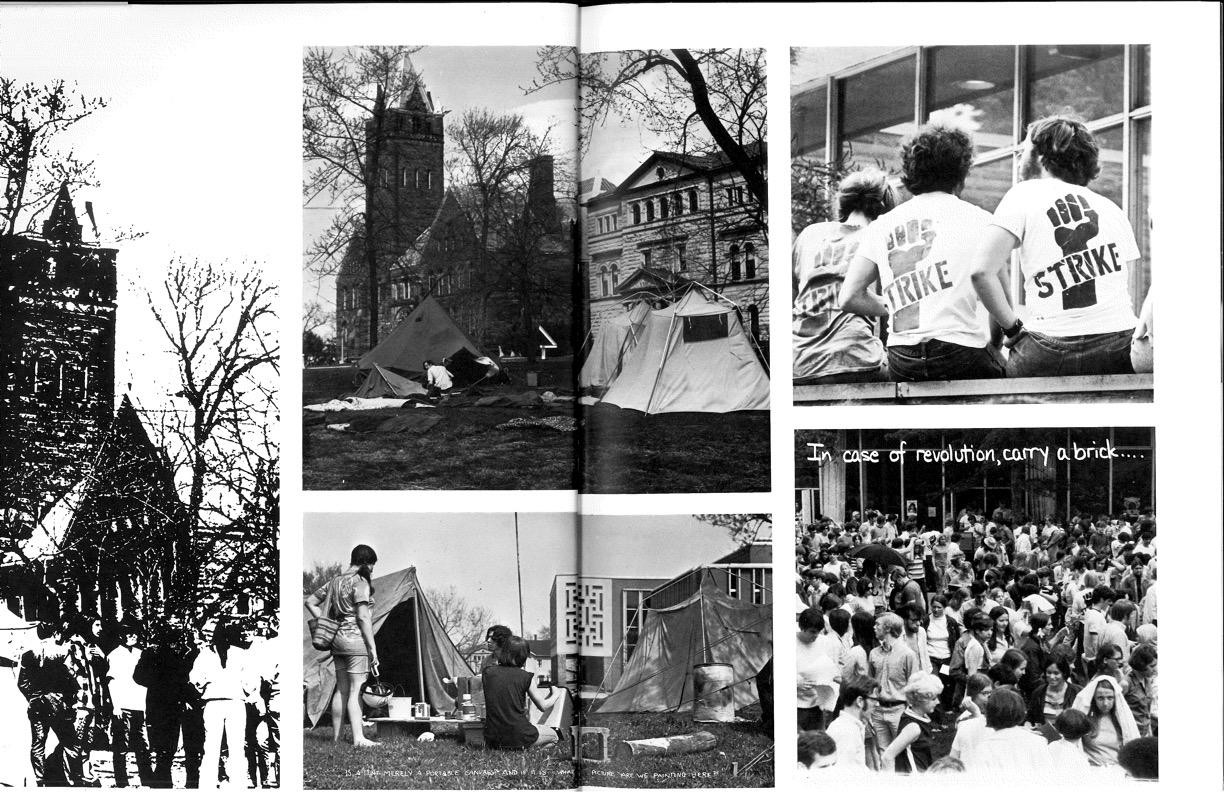 STRIKE
TRIKE
STRIKE
In case of revolution, carry a brick....
IS A TENT MERELY A PORTABLE CANVAS? AND IF IT IS WHAT PICTURE ARE WE PAINTING HERE?